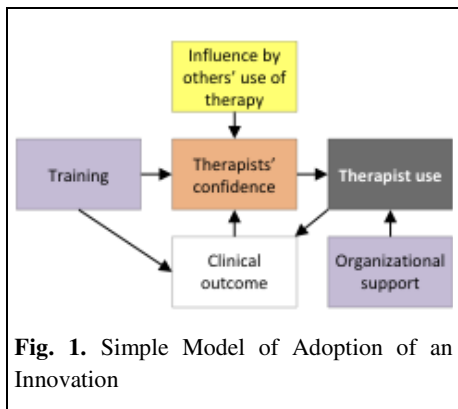 Influence by
others' use of
therapy
Training
Therapists'
confidence
Therapist use
Clinical
outcome
Organizational
support
Fig. 1. Simple Model of Adoption of an
Innovation